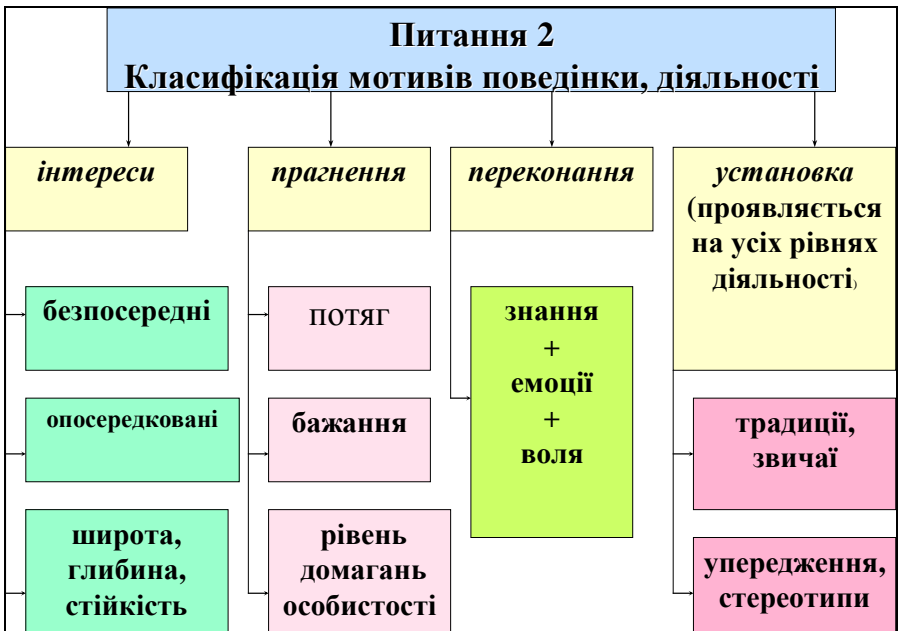 Питання 2
Класифікація мотивів поведінки, діяльності
інтереси
безпосередні
опосередковані
широта,
глибина,
стійкість
прагнення
потяг
бажання
рівень
домагань
особистості
переконання
знання
+
емоції
+
воля
установка
(проявляється
на усіх рівнях
діяльності)
традиції,
звичаї
упередження,
стереотипи